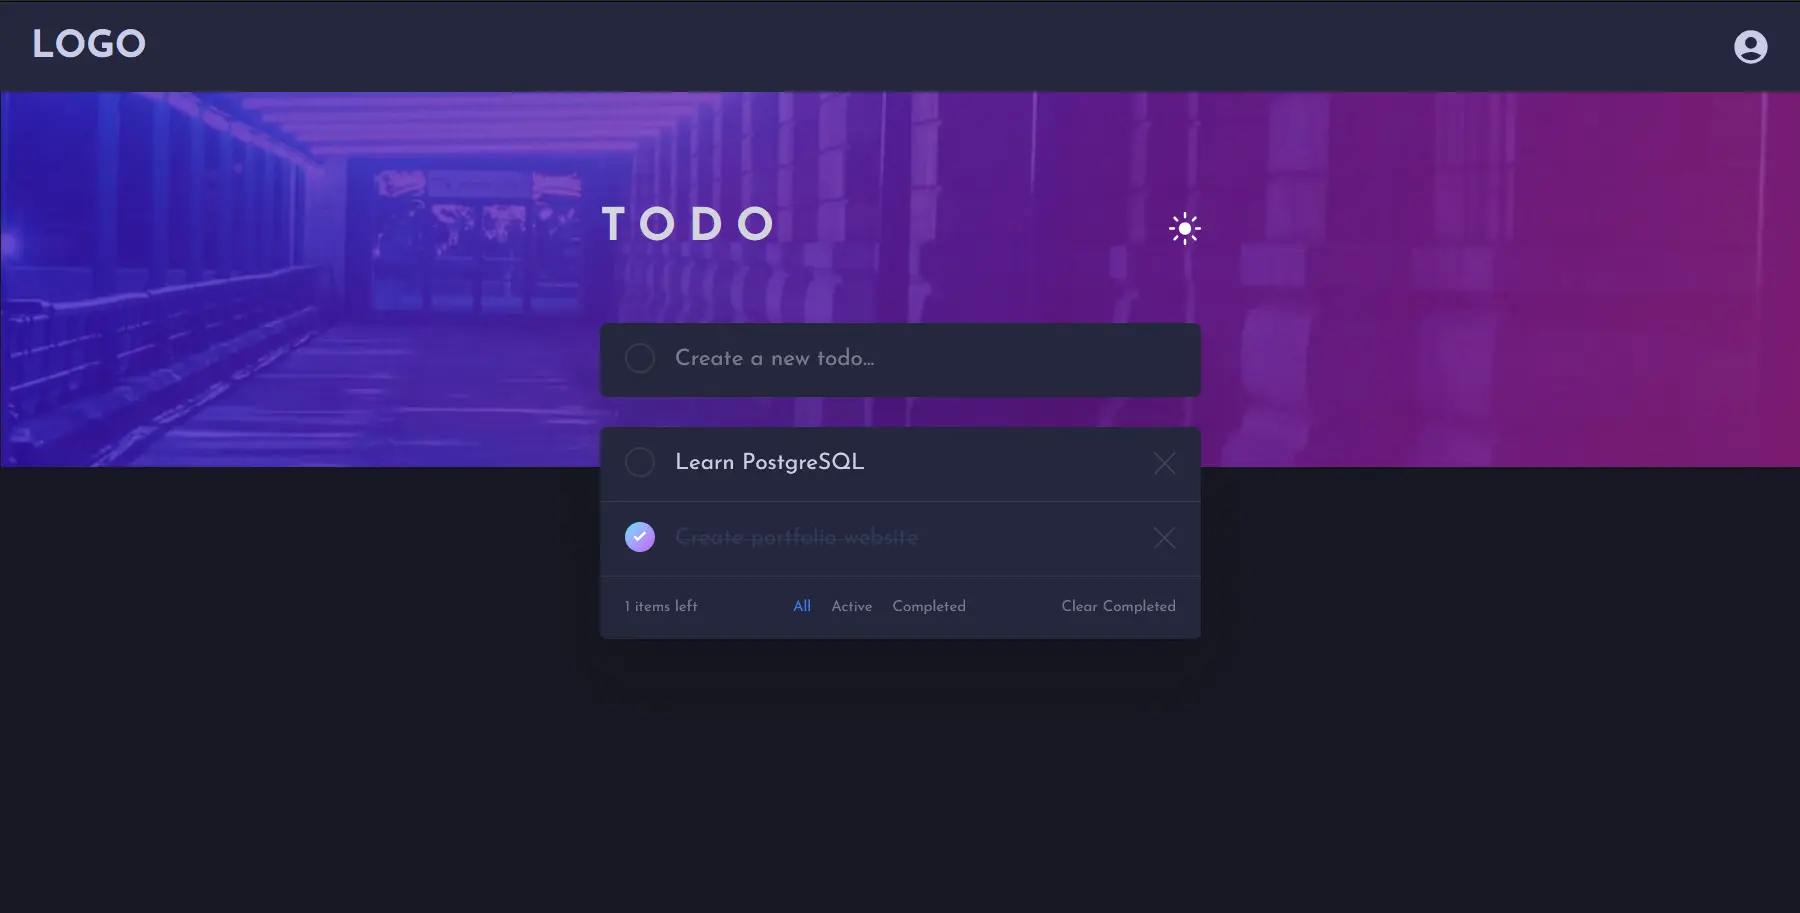 LOGO
TODO
Create a new todo...
Learn PostgreSQL
Create portfolio website
1 items left
All Active Completed
Clear Completed